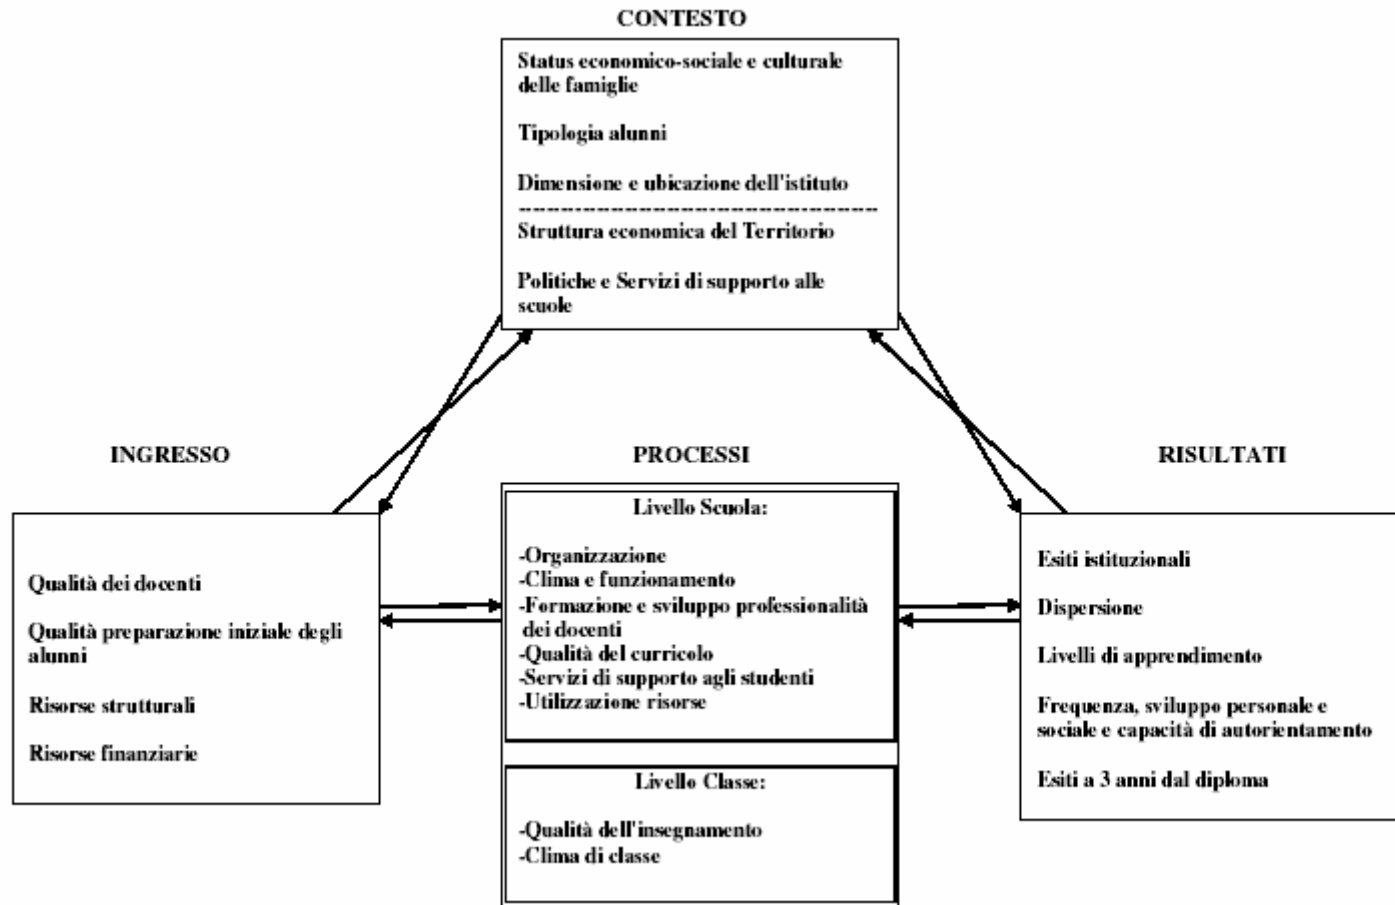 CONTESTO
Status economico-sociale e culturale
delle famiglie
Tipologia alunni
Dimensione e ubicazione dell'istituto
--------------------------------------------------
Struttura economica del Territorio
Politiche e Servizi di supporto alle
scuole
INGRESSO
Qualità dei docenti
Qualità preparazione iniziale degli
alunni
Risorse strutturali
Risorse finanziarie
PROCESSI
Livello Scuola:
-Organizzazione
-Clima e funzionamento
-Formazione e sviluppo professionalità
dei docenti
-Qualità del curricolo
-Servizi di supporto agli studenti
-Utilizzazione risorse
Livello Classe:
-Qualità dell'insegnamento
-Clima di classe
RISULTATI
Esiti istituzionali
Dispersione
Livelli di apprendimento
Frequenza, sviluppo personale e
sociale e capacità di autorientamento
Esiti a 3 anni dal diploma